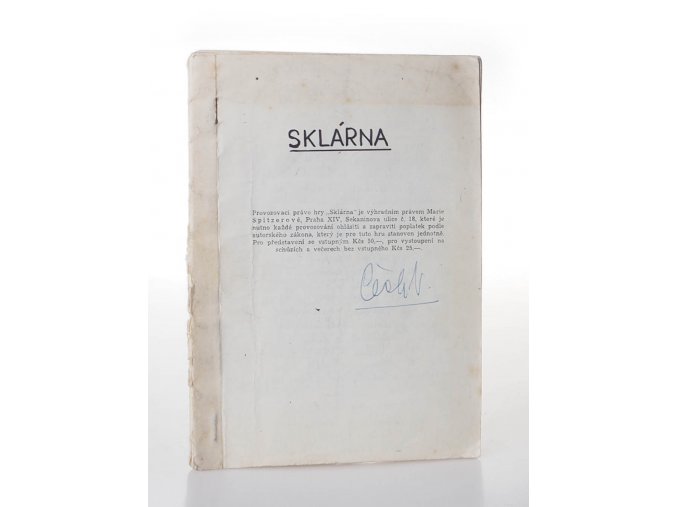 SKLÁRNA
Provozovací právo hry „Sklárna" je výhradním právem Marie
Spitzerové, Praha XIV, Sekaninova ulice č. 18, které je
nutno každé provozování ohlásiti a zapraviti poplatek podle
autorského zákona, který je pro tuto hru stanoven jednotně.
Pro představení se vstupným Kčs 50,—, pro vystoupení na
schůzích a večerech bez vstupného Kčs 25.—.